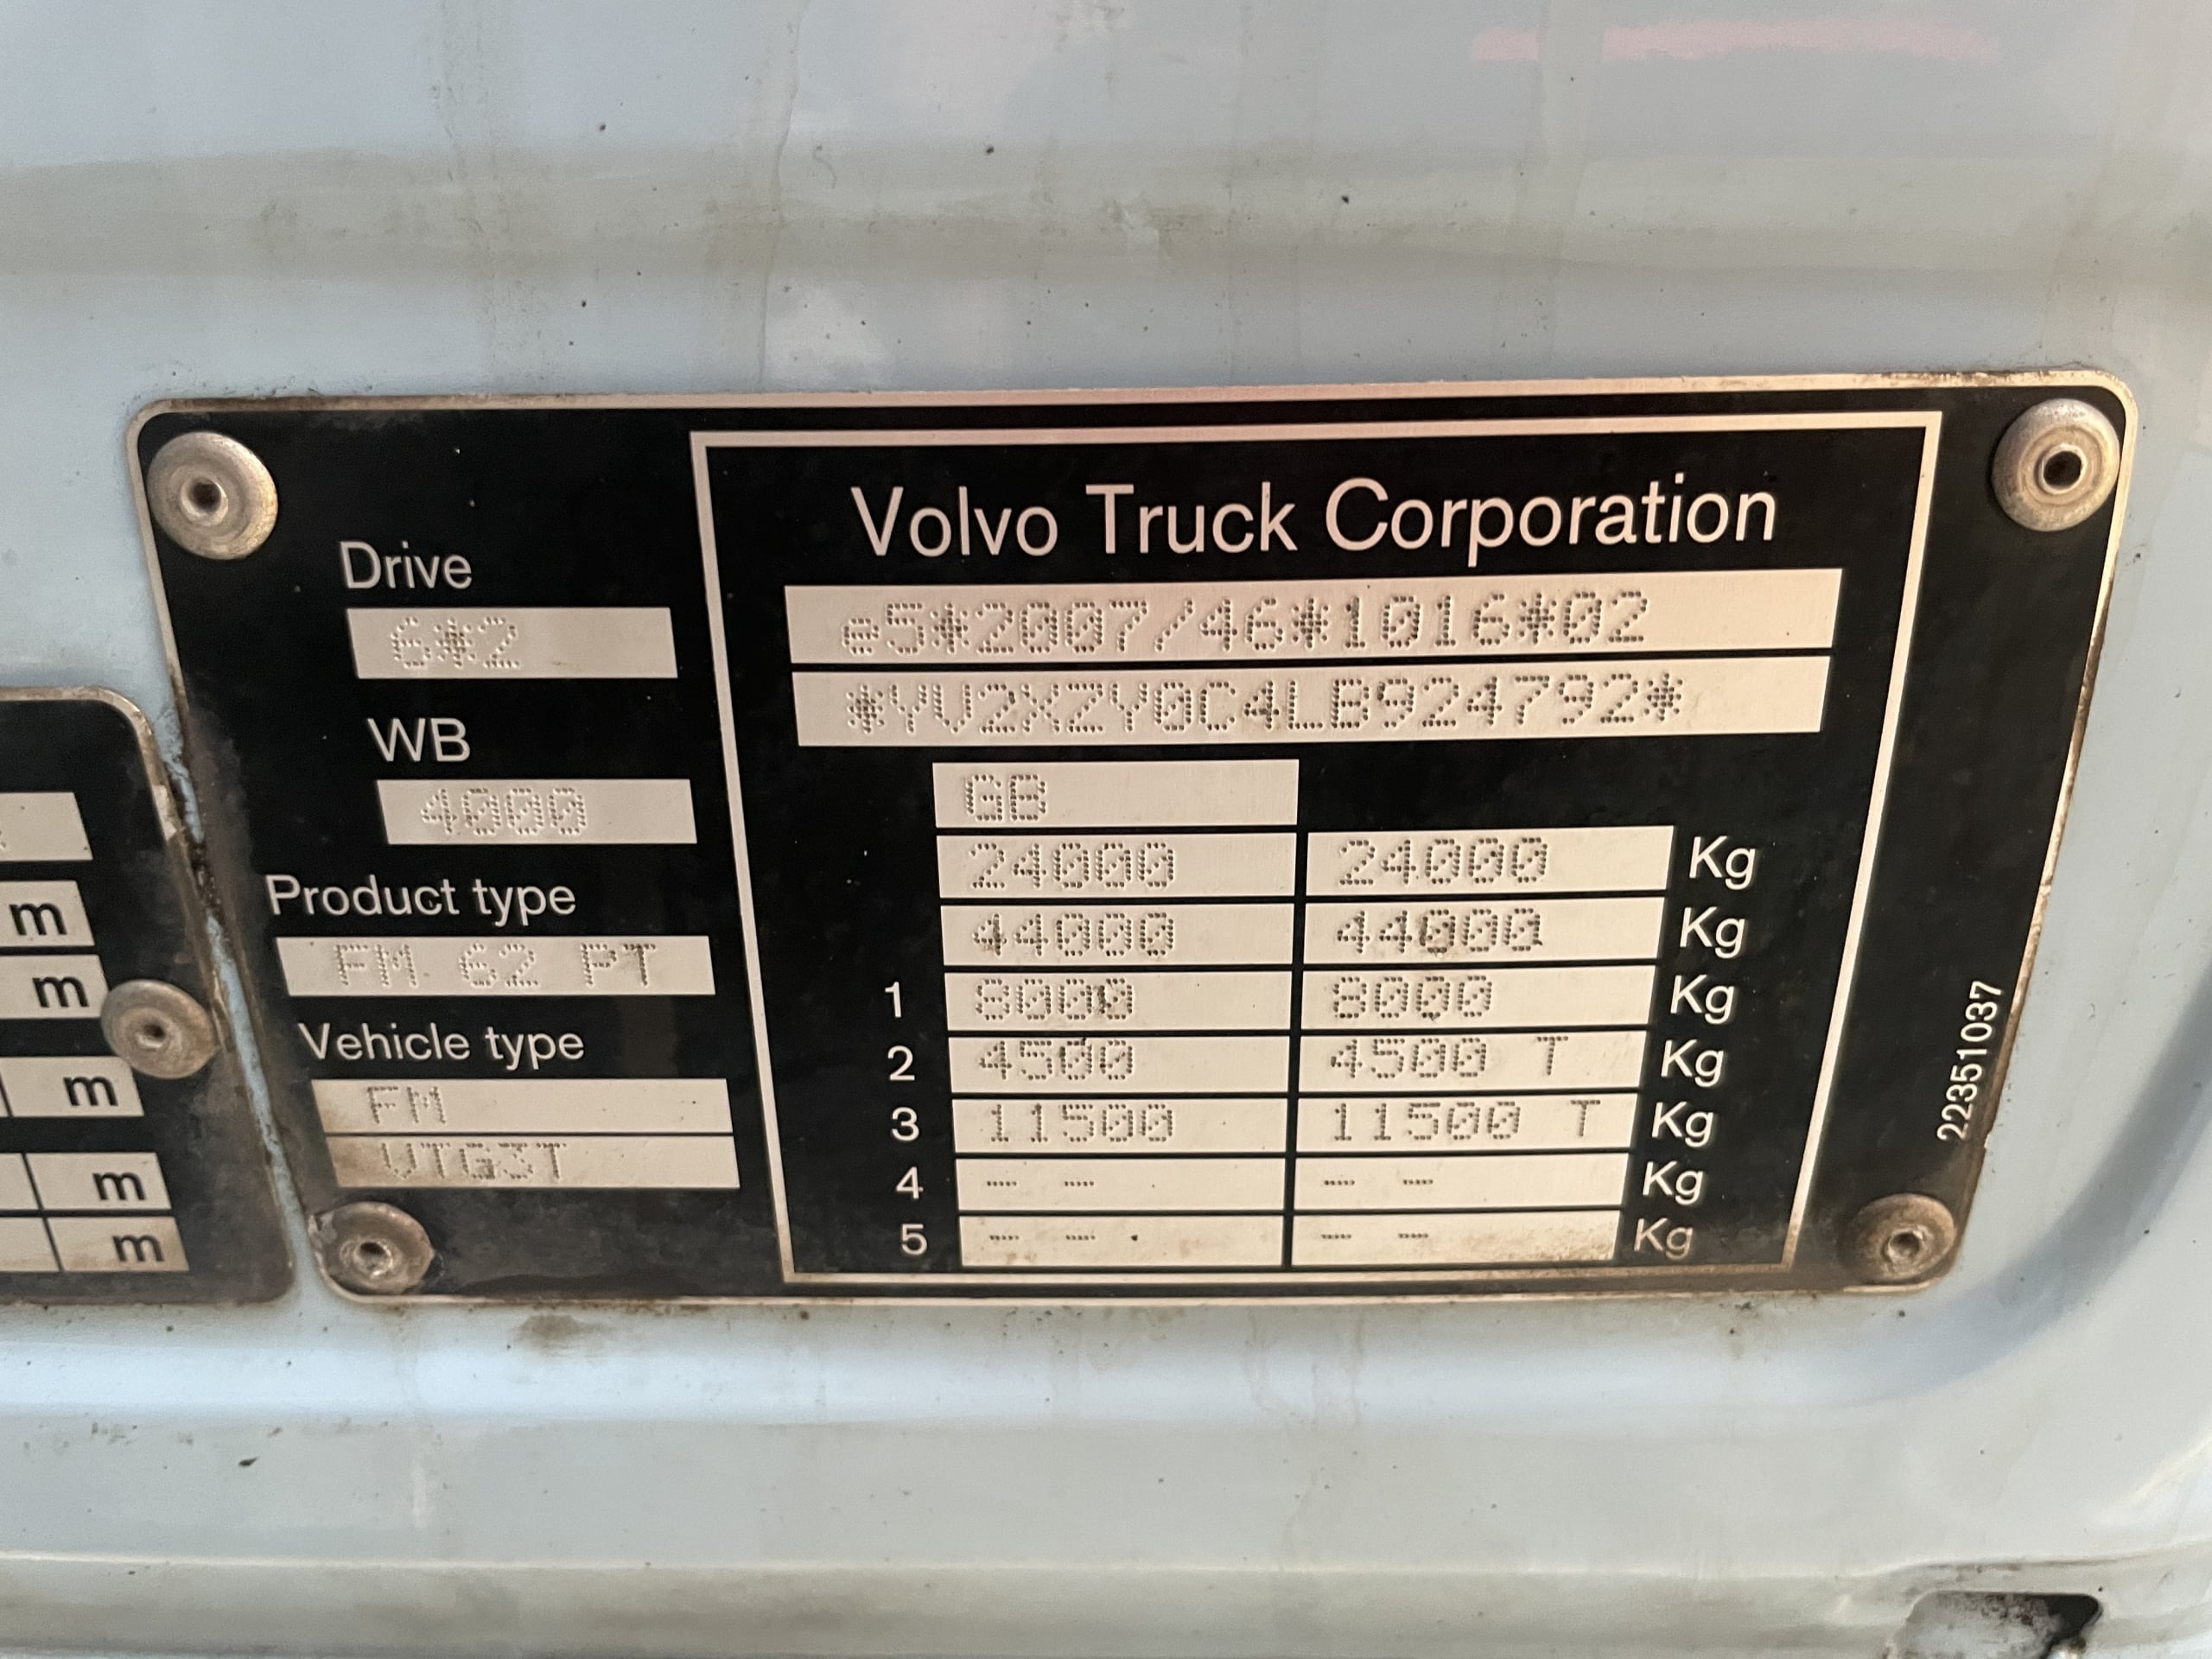 Volvo Truck Corporation
e5*2007/46*1016*02
*YV2XZY0C4LB924792*
GB
24000 24000 Kg
44000 44000 Kg
1 8000 8000 Kg
2 4500 4500 T Kg
3 11500 11500 T Kg
4 -- -- -- -- Kg
5 -- -- -- -- Kg
Drive
6*2
WB
4000
Product type
FM 62 PT
Vehicle type
FM
VTG3T
22351037
m
m
m
m
m